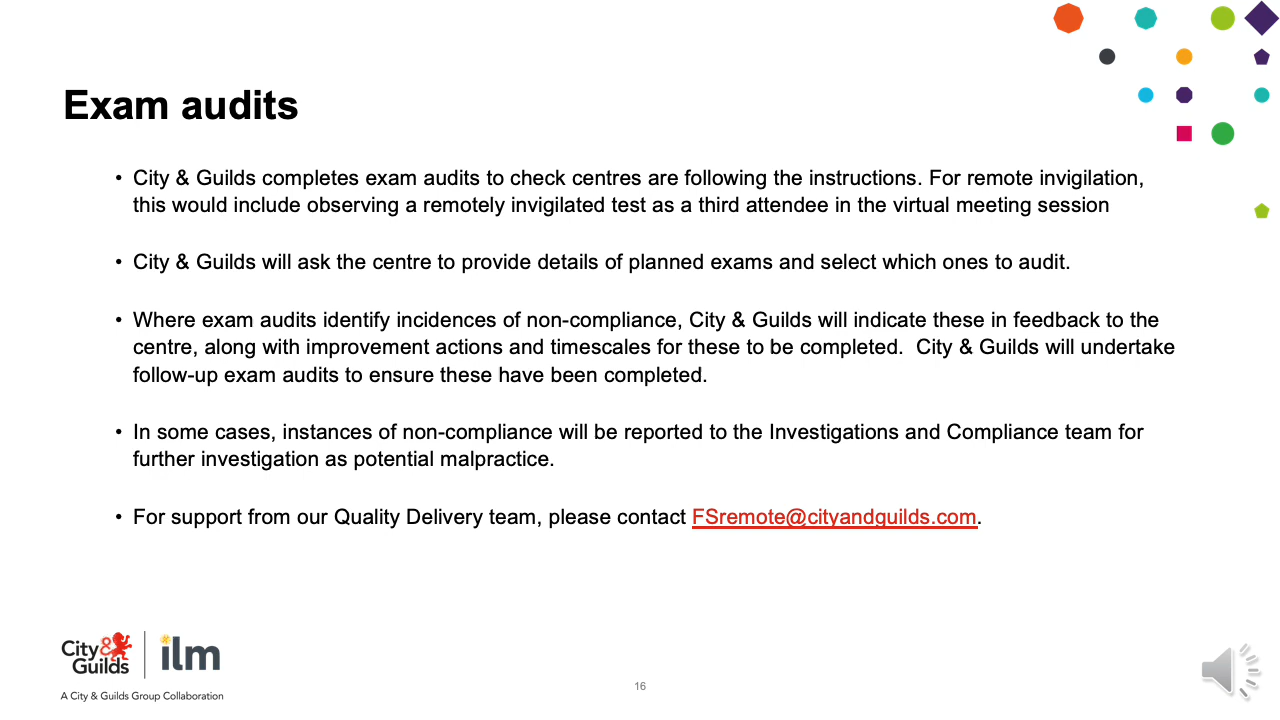 Exam audits
• City & Guilds completes exam audits to check centres are following the instructions. For remote invigilation,
this would include observing a remotely invigilated test as a third attendee in the virtual meeting session
• City & Guilds will ask the centre to provide details of planned exams and select which ones to audit.
• Where exam audits identify incidences of non-compliance, City & Guilds will indicate these in feedback to the
centre, along with improvement actions and timescales for these to be completed.  City & Guilds will undertake
follow-up exam audits to ensure these have been completed.
• In some cases, instances of non-compliance will be reported to the Investigations and Compliance team for
further investigation as potential malpractice.
• For support from our Quality Delivery team, please contact FSremote@cityandguilds.com.
City &
Guilds
ilm
A City & Guilds Group Collaboration
16